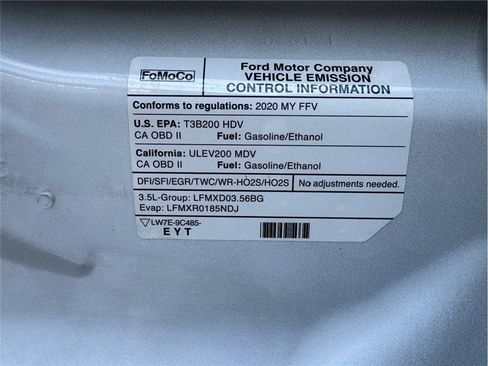 FoMoCo
Ford Motor Company
VEHICLE EMISSION
CONTROL INFORMATION
Conforms to regulations: 2020 MY FFV
U.S. EPA: T3B200 HDV
CA OBD II Fuel: Gasoline/Ethanol
California: ULEV200 MDV
CA OBD II Fuel: Gasoline/Ethanol
DFI/SFI/EGR/TWC/WR-HO2S/HO2S No adjustments needed.
3.5L-Group: LFMXD03.56BG
Evap: LFMXR0185NDJ
LW7E-9C485-
EYT